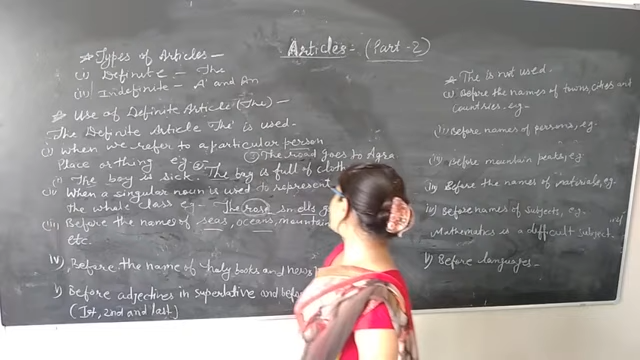 Articles:- (Part-2)
* Types of Articles -
(i) Definite - The
(ii) Indefinite - A' and An
* Use of Definite Article (The) -
The Definite Article 'The' is used.
(i) When we refer to a particular person
Place or thing eg
The road goes to Agra
(i) The boy is sick. The bag is full of cloth
(ii) When a singular noun is used to represent
the whole class eg - The rose smells
(iii) Before the names of seas, oceans, mountain
etc.
iv) Before the name of holy books and news
v) Before adjectives in superlative and
(Ist, 2nd and last]
* The is not used.
(i) Before the names of towns, cities and
countries. eg-
(ii) Before names of persons, eg.
(iii) Before mountain peaks, eg.
iv) Before the names of materials, eg.
iv) Before names of subjects, eg.
Mathematics is a difficult subject.
v) Before languages -